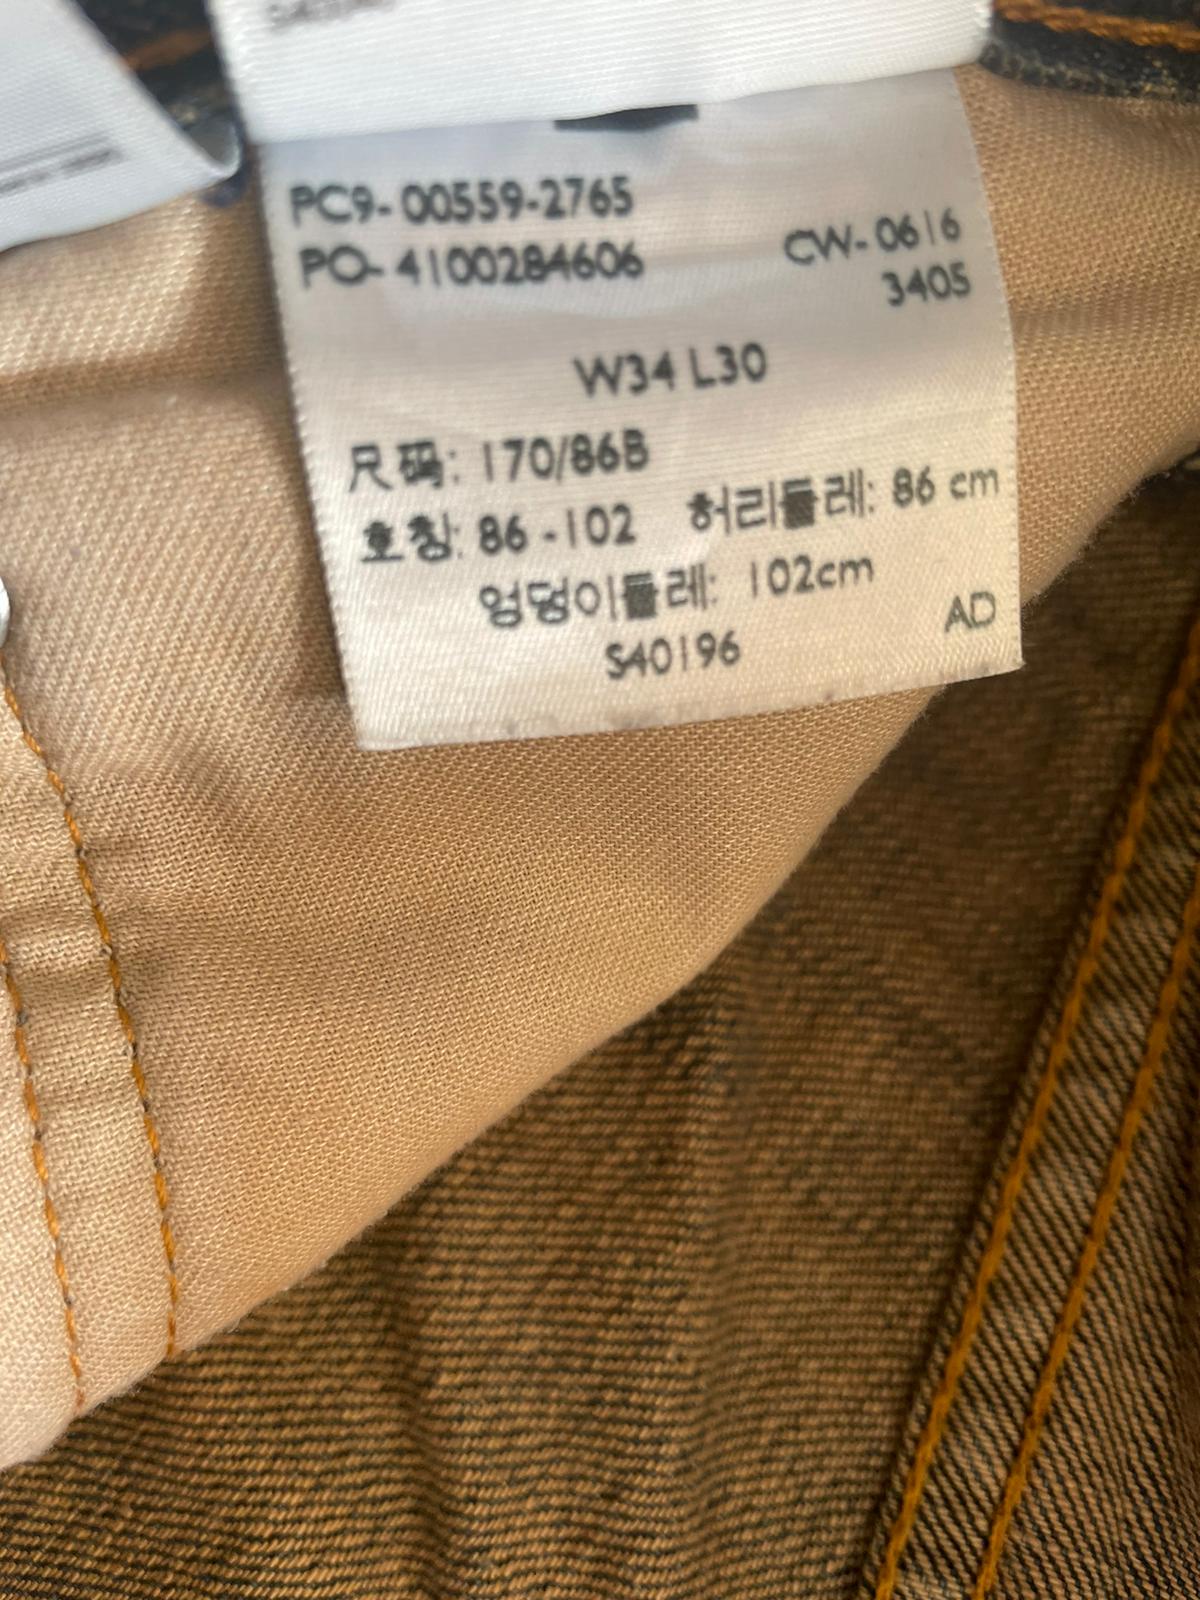 PC9- 00559-2765
PO- 4100284606
CW- 0616
3405
W34 L30
尺码: 170/86B
호칭: 86 -102 허리둘레: 86 cm
엉덩이둘레: 102cm
S40196
AD